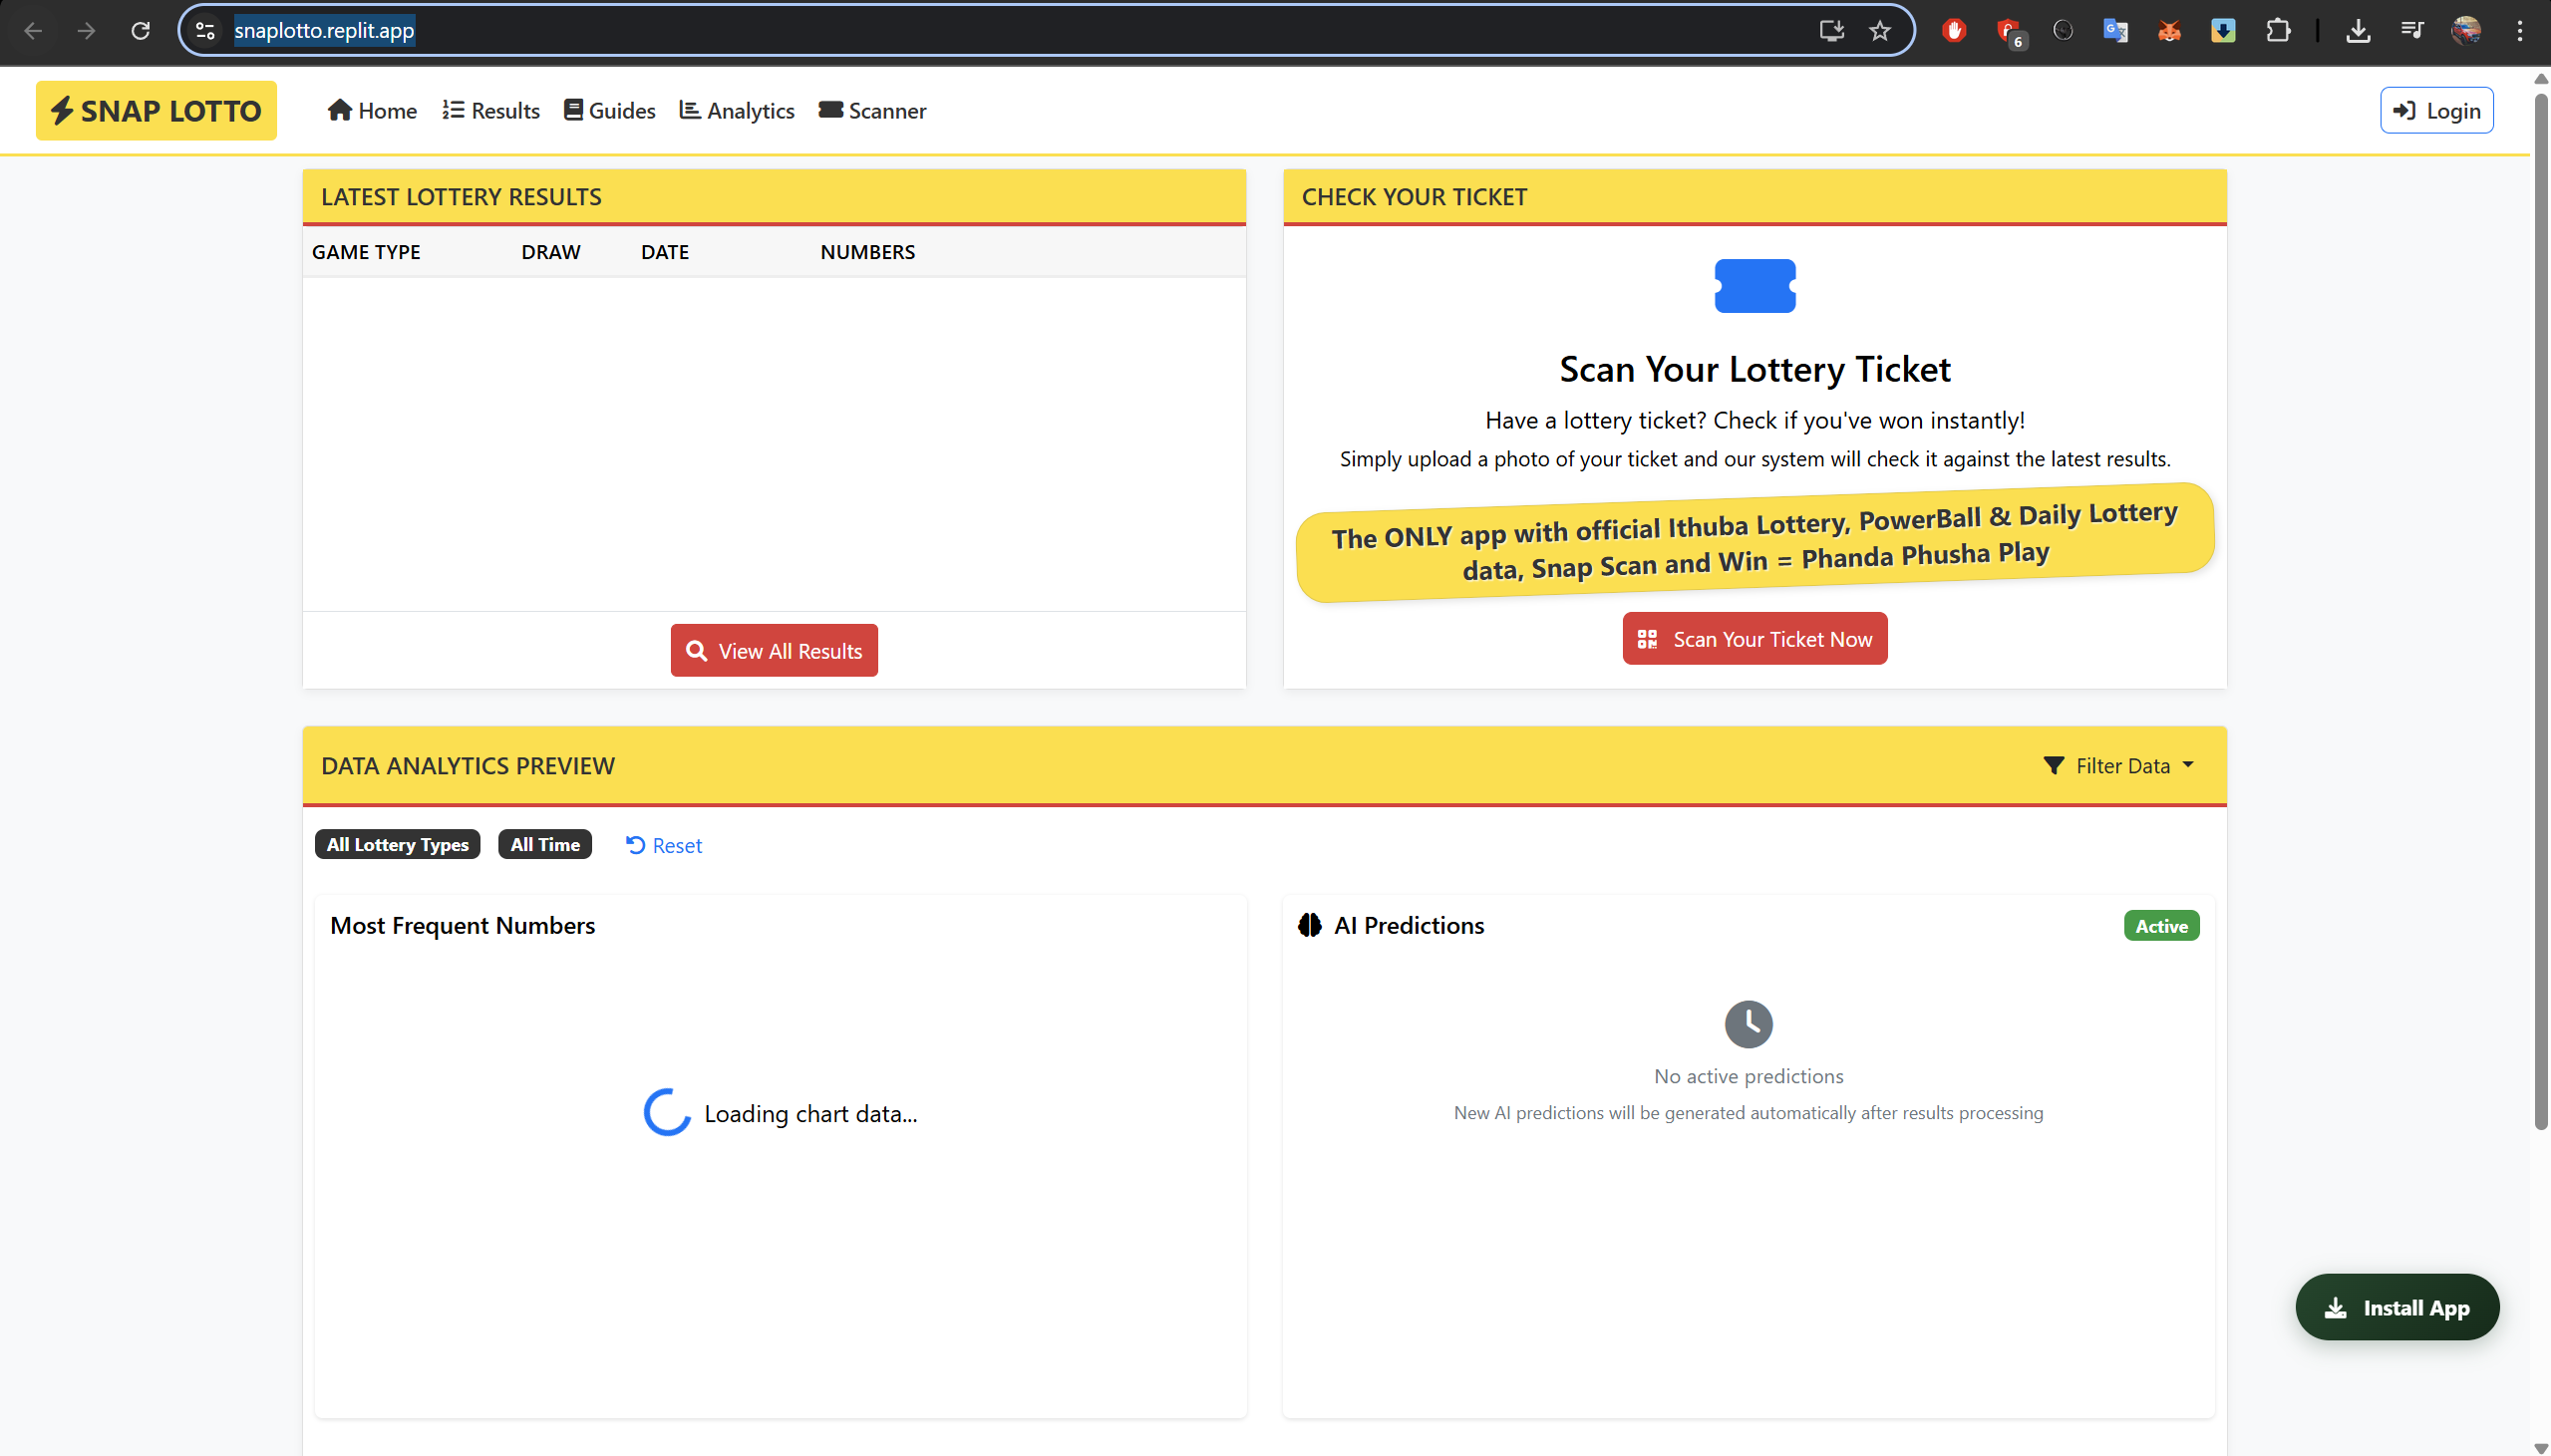 snaplotto.replit.app
6
SNAP LOTTO
Home
Results
Guides
Analytics
Scanner
Login
LATEST LOTTERY RESULTS
GAME TYPE
DRAW
DATE
NUMBERS
View All Results
CHECK YOUR TICKET
Scan Your Lottery Ticket
Have a lottery ticket? Check if you've won instantly!
Simply upload a photo of your ticket and our system will check it against the latest results.
The ONLY app with official Ithuba Lottery, PowerBall & Daily Lottery
data, Snap Scan and Win = Phanda Phusha Play
Scan Your Ticket Now
DATA ANALYTICS PREVIEW
Filter Data
All Lottery Types
All Time
Reset
Most Frequent Numbers
Loading chart data...
AI Predictions
Active
No active predictions
New AI predictions will be generated automatically after results processing
Install App